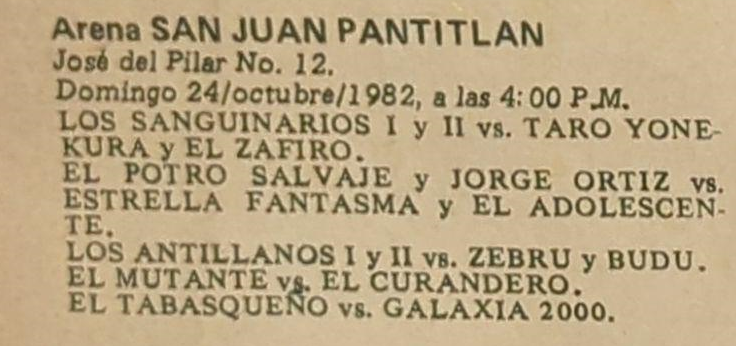 Arena SAN JUAN PANTITLAN
José del Pilar No. 12.
Domingo 24/octubre/1982, a las 4:00 P.M.
LOS SANGUINARIOS I y II vs. TARO YONE-
KURA y EL ZAFIRO.
EL POTRO SALVAJE y JORGE ORTIZ vs.
ESTRELLA FANTASMA y EL ADOLESCEN-
TE.
LOS ANTILLANOS I y II vs. ZEBRU y BUDU.
EL MUTANTE vs. EL CURANDERO.
EL TABASQUEÑO vs. GALAXIA 2000.